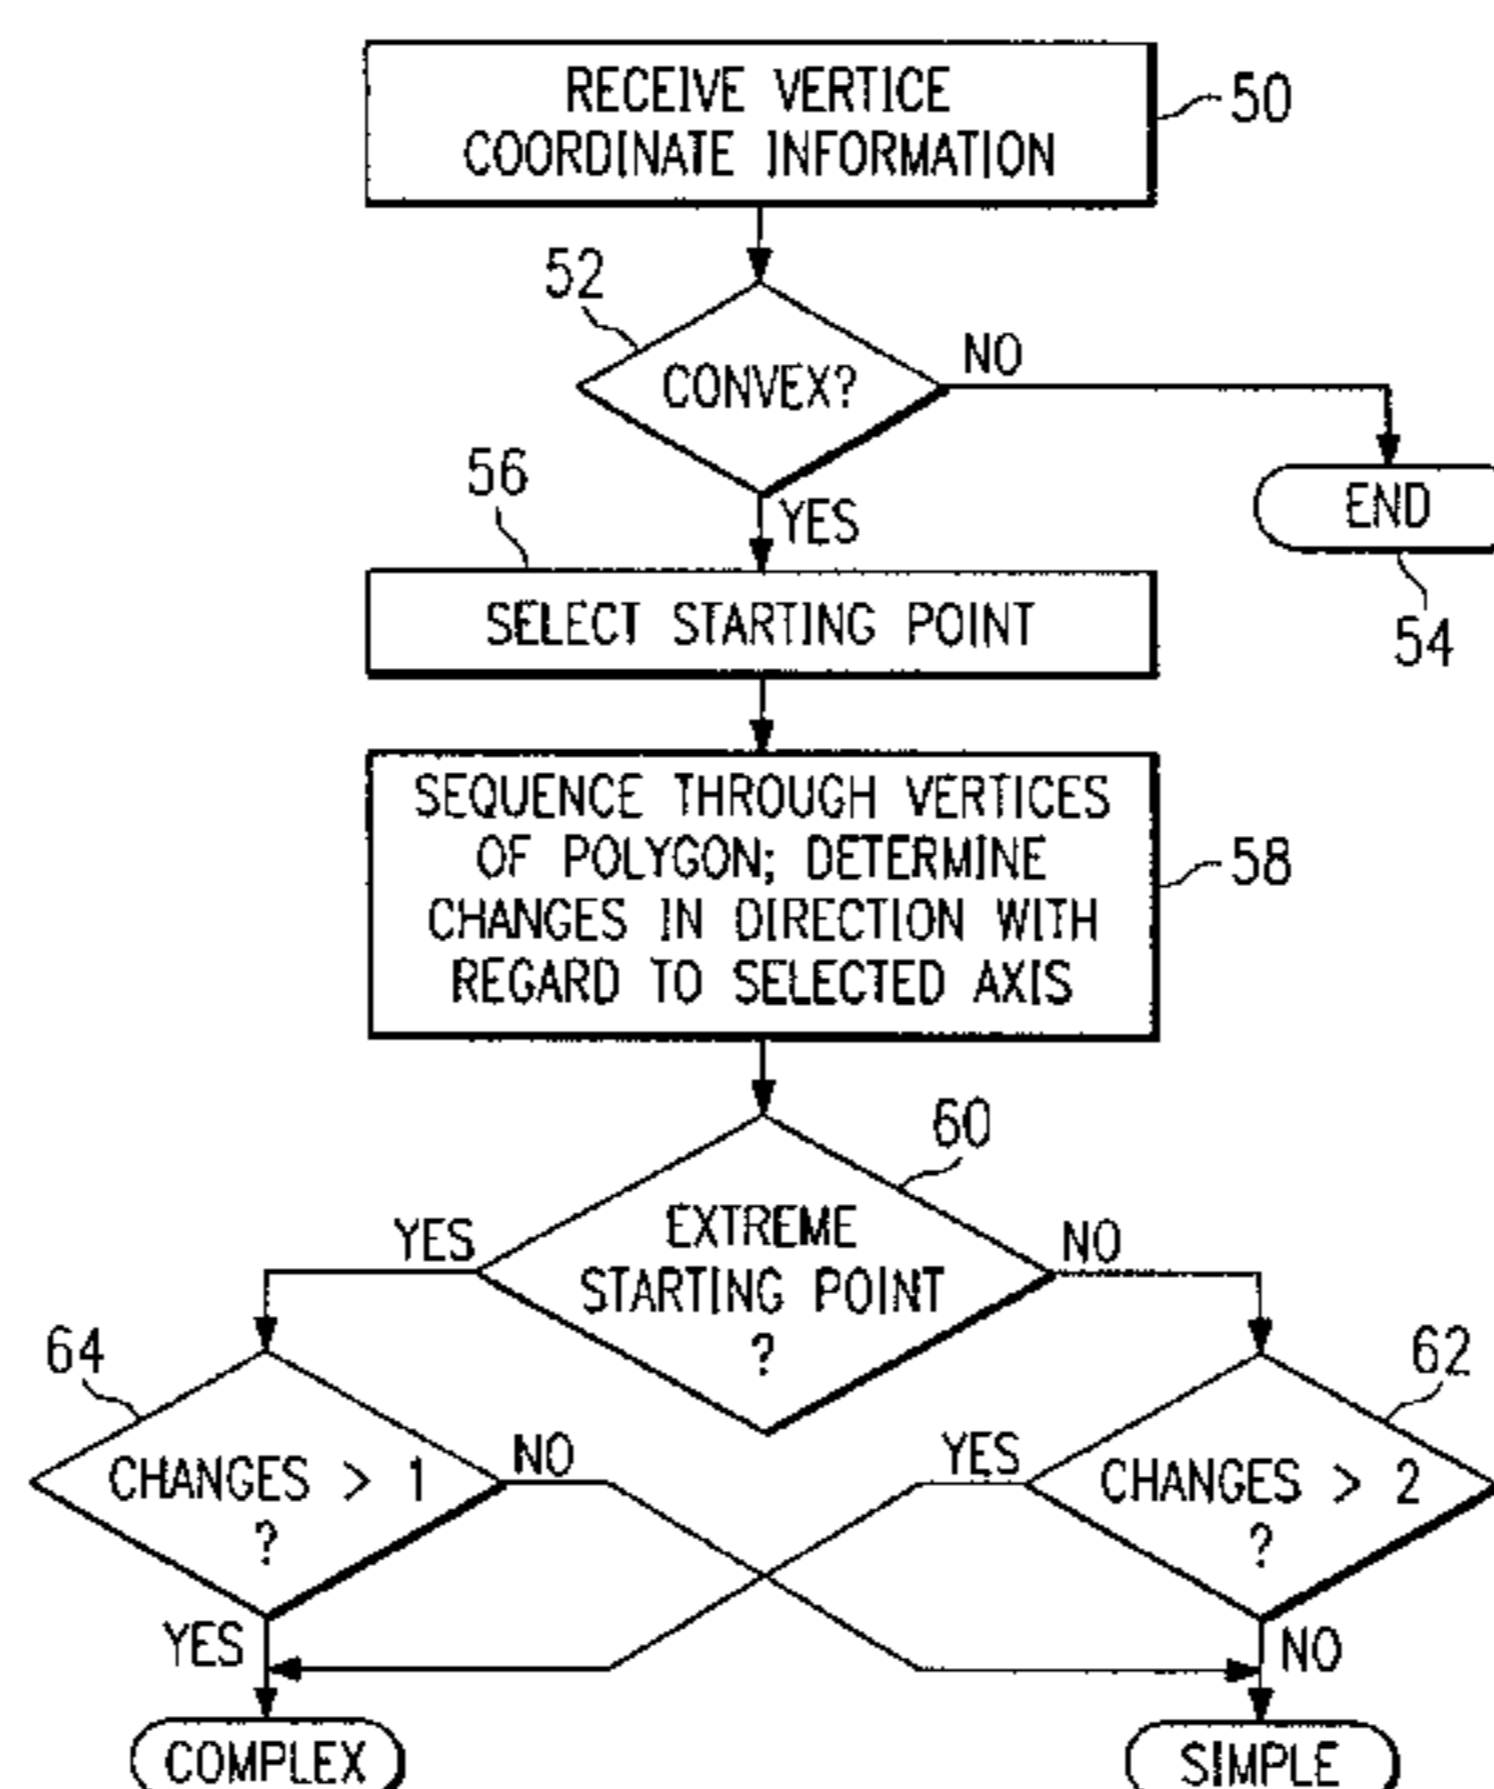 RECEIVE VERTICE
COORDINATE INFORMATION
50
52
CONVEX?
NO
YES
END
54
56
SELECT STARTING POINT
SEQUENCE THROUGH VERTICES
OF POLYGON; DETERMINE
CHANGES IN DIRECTION WITH
REGARD TO SELECTED AXIS
58
60
EXTREME
STARTING POINT
?
YES
NO
64
CHANGES > 1
?
NO
YES
62
CHANGES > 2
?
YES
NO
COMPLEX
SIMPLE